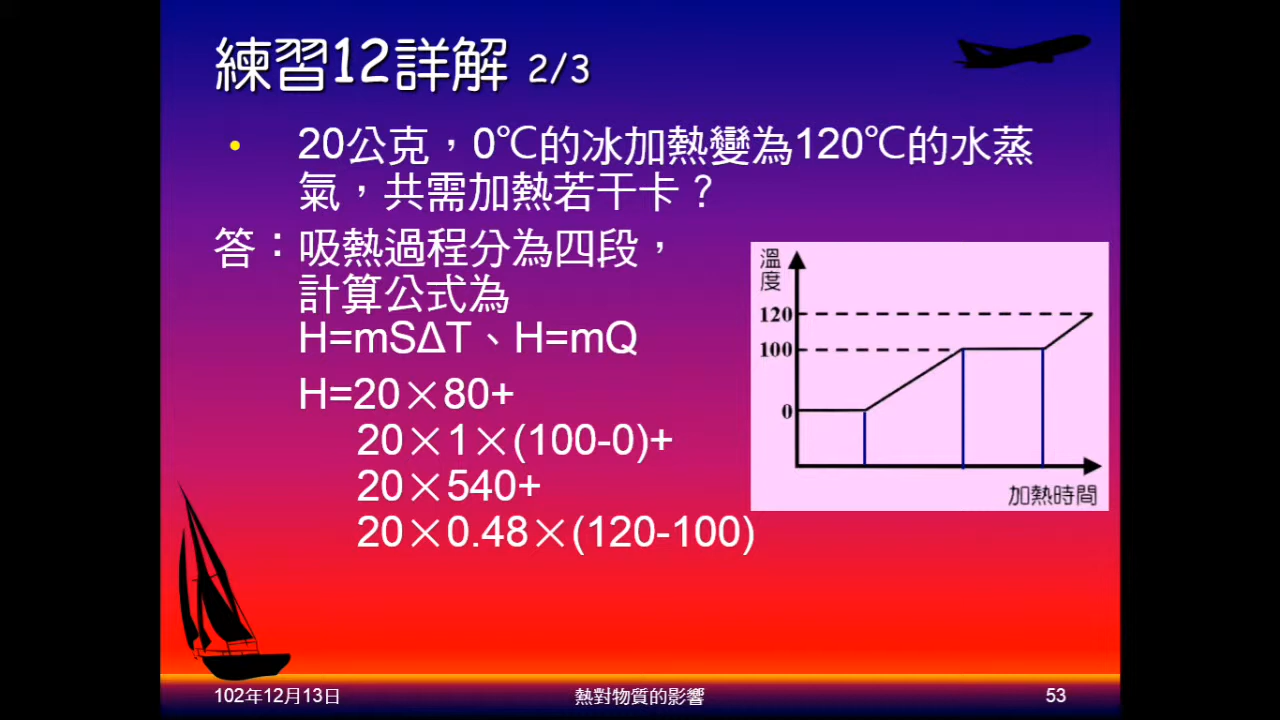 練習12詳解 2/3
• 20公克，0℃的冰加熱變為120℃的水蒸
氣，共需加熱若干卡？
答：吸熱過程分為四段，
計算公式為
H=mSΔT、H=mQ
H=20×80+
20×1×(100-0)+
20×540+
20×0.48×(120-100)
溫
度
120
100
0
加熱時間
102年12月13日
熱對物質的影響
53